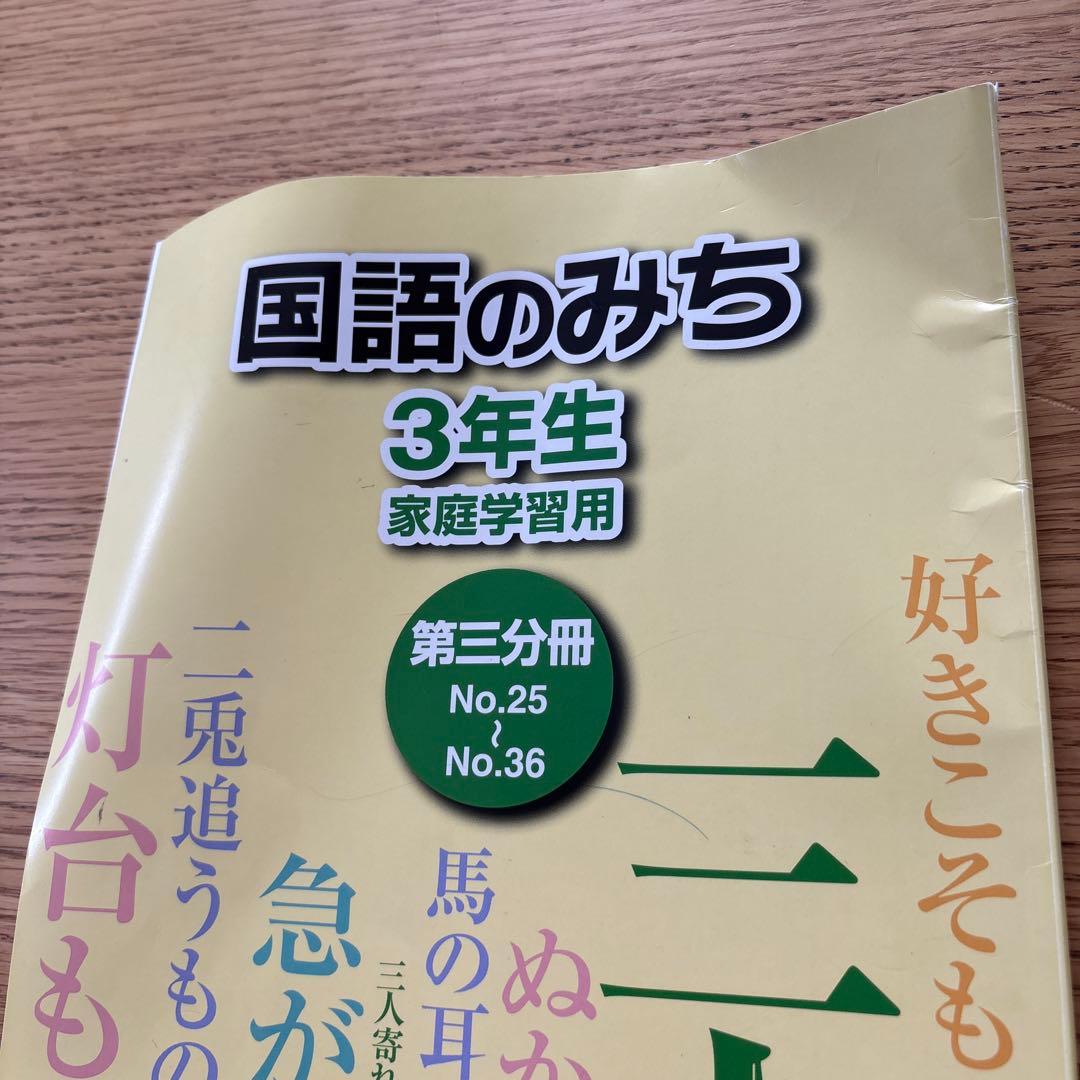 国語のみち
3年生
家庭学習用
第三分冊
No.25
～
No.36
好きこそも
三
ぬか
馬の耳
三人寄れ
急が
二兎追うもの
灯台も